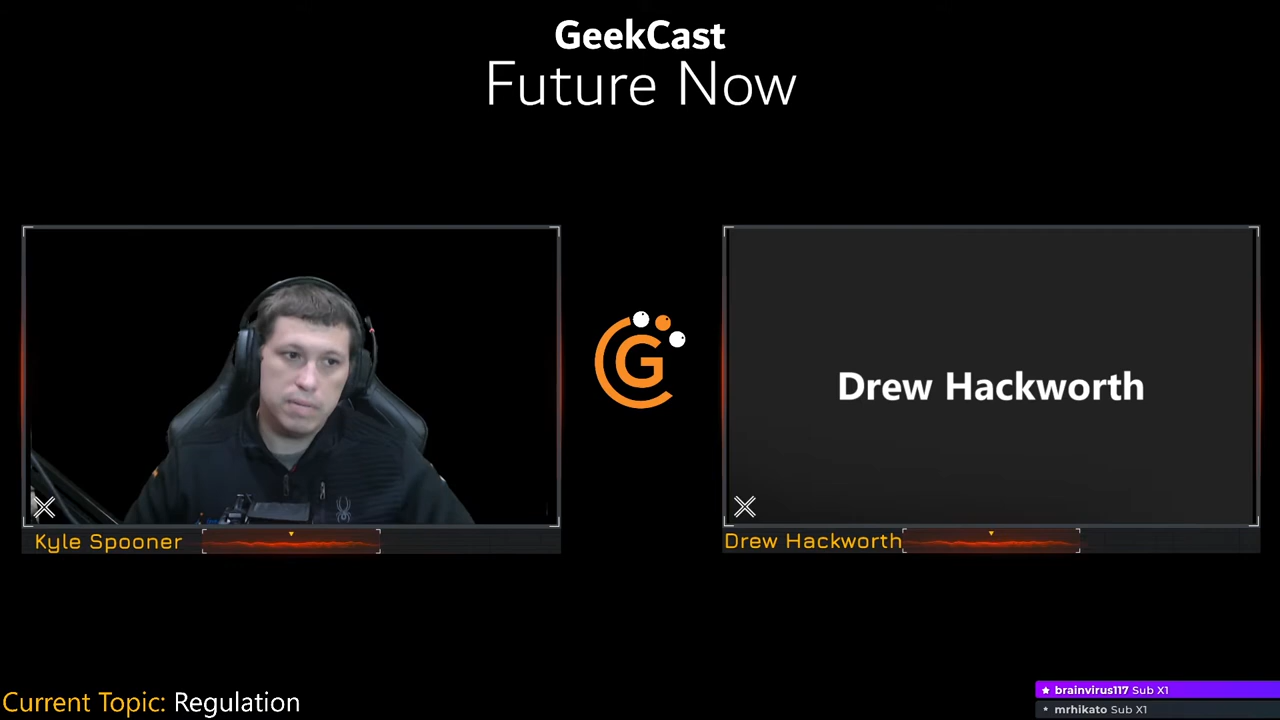 GeekCast
Future Now
G
Drew Hackworth
Kyle Spooner
Drew Hackworth
Current Topic: Regulation
brainvirus117 Sub X1
mrhikato Sub X1